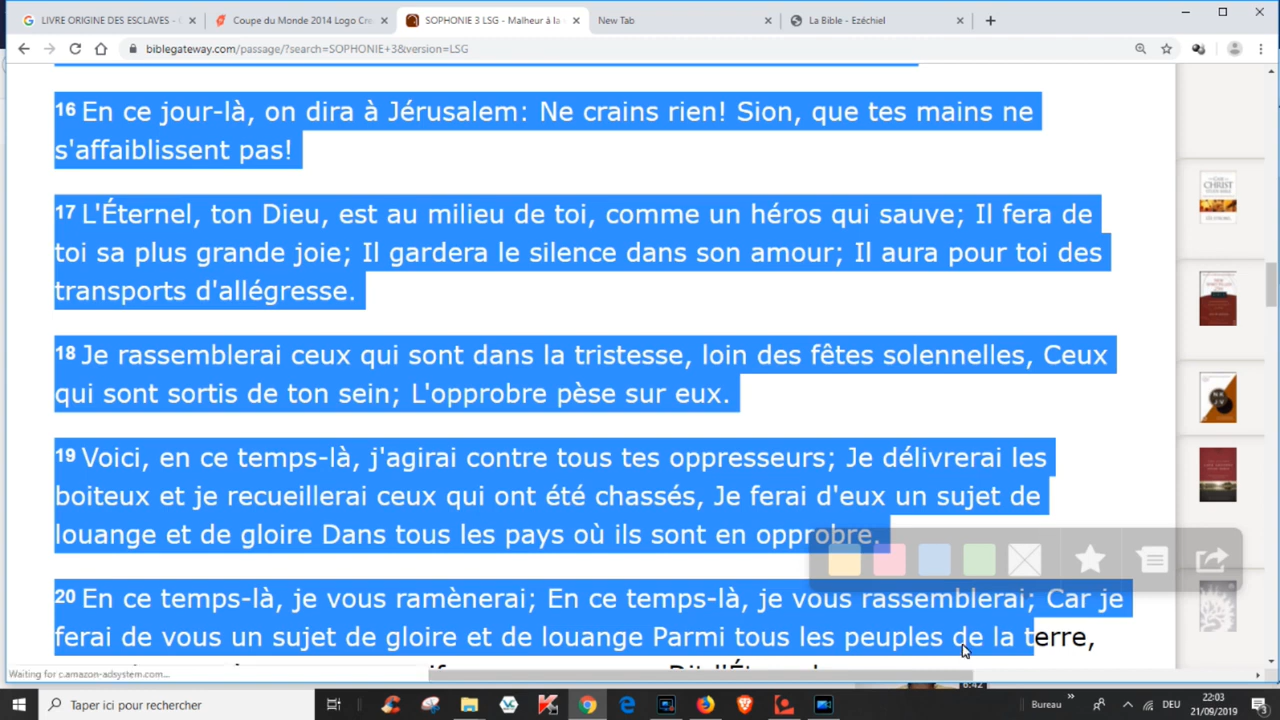 LIVRE ORIGINE DES ESCLAVES -
Coupe du Monde 2014 Logo Cre
SOPHONIE 3 LSG - Malheur à la
New Tab
La Bible - Ezéchiel
biblegateway.com/passage/?search=SOPHONIE+3&version=LSG
16 En ce jour-là, on dira à Jérusalem: Ne crains rien! Sion, que tes mains ne
s'affaiblissent pas!
17 L'Éternel, ton Dieu, est au milieu de toi, comme un héros qui sauve; Il fera de
toi sa plus grande joie; Il gardera le silence dans son amour; Il aura pour toi des
transports d'allégresse.
18 Je rassemblerai ceux qui sont dans la tristesse, loin des fêtes solennelles, Ceux
qui sont sortis de ton sein; L'opprobre pèse sur eux.
19 Voici, en ce temps-là, j'agirai contre tous tes oppresseurs; Je délivrerai les
boiteux et je recueillerai ceux qui ont été chassés, Je ferai d'eux un sujet de
louange et de gloire Dans tous les pays où ils sont en opprobre.
20 En ce temps-là, je vous ramènerai; En ce temps-là, je vous rassemblerai; Car je
ferai de vous un sujet de gloire et de louange Parmi tous les peuples de la terre,
Waiting for c.amazon-adsystem.com...
Taper ici pour rechercher
Bureau
DEU
22:03
21/09/2019